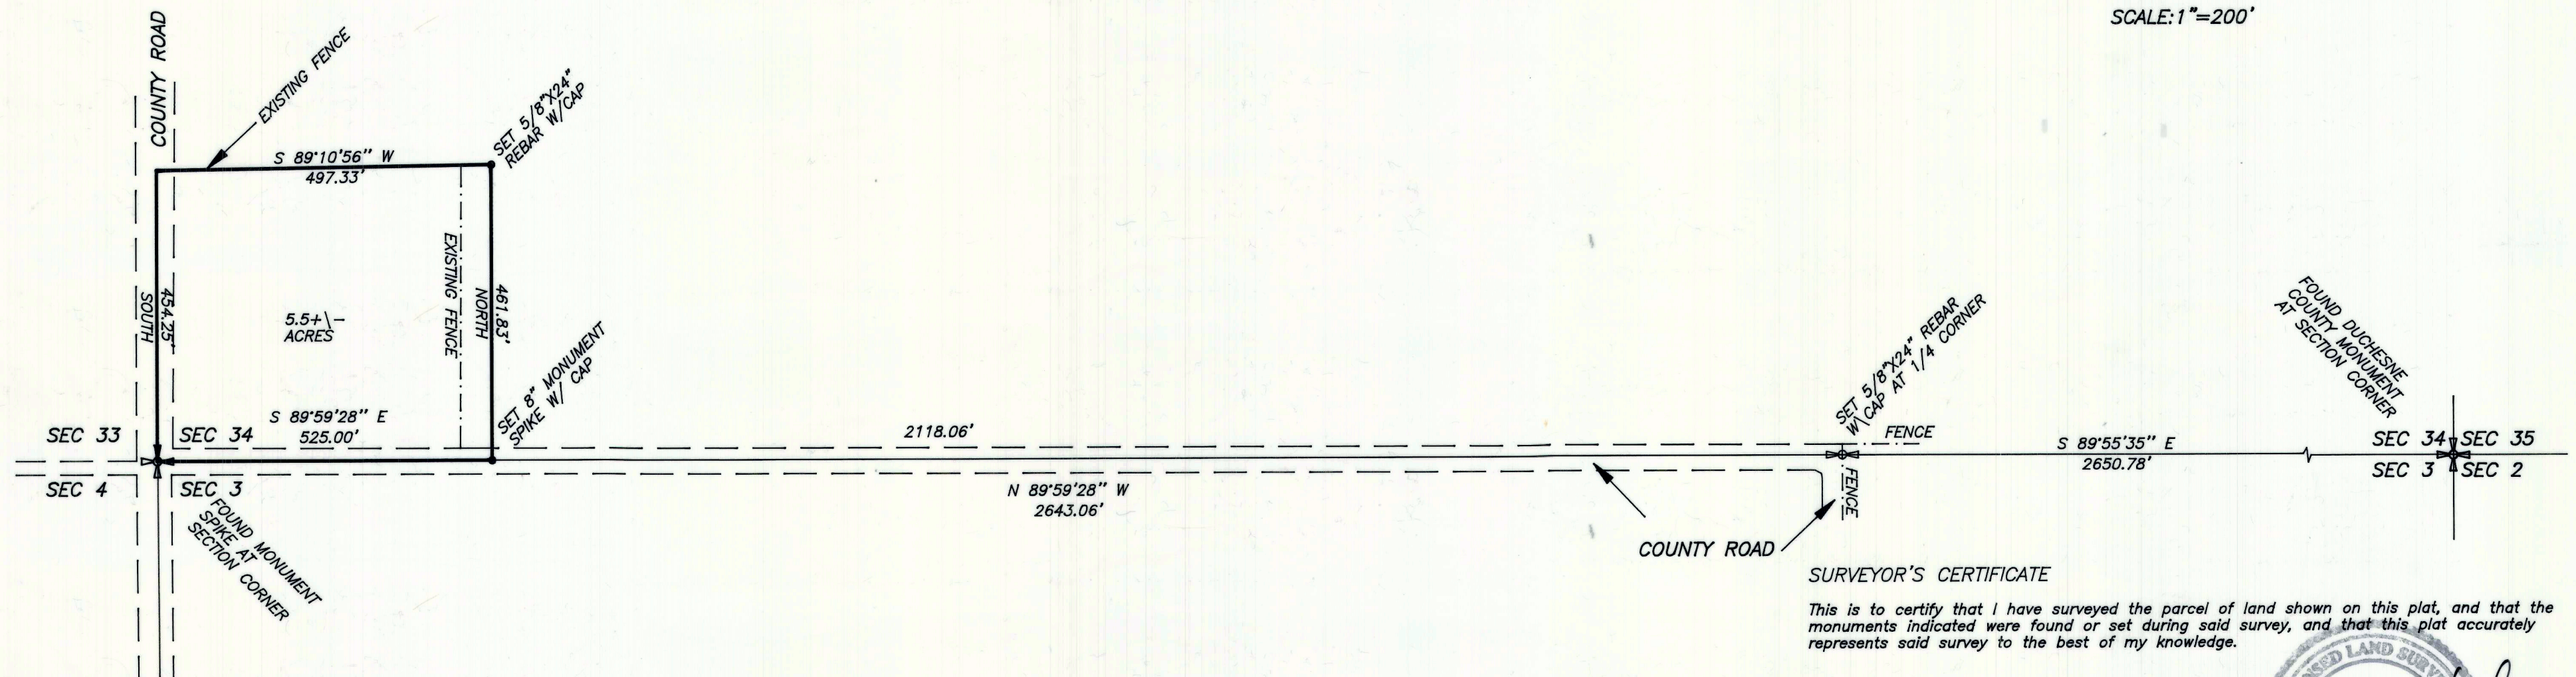 SCALE: 1"=200'
COUNTY ROAD
EXISTING FENCE
SET 5/8"X24"
REBAR W/CAP
S 89°10'56" W
497.33'
454.25'
SOUTH
5.5+\-
ACRES
EXISTING FENCE
461.83'
NORTH
SET 8" MONUMENT
SPIKE W/ CAP
S 89°59'28" E
525.00'
SEC 33
SEC 34
SEC 4
SEC 3
FOUND MONUMENT
SPIKE AT
SECTION CORNER
2118.06'
N 89°59'28" W
2643.06'
SET 5/8"X24" REBAR
W\CAP AT 1/4 CORNER
FENCE
FENCE
COUNTY ROAD
S 89°55'35" E
2650.78'
FOUND DUCHESNE
COUNTY MONUMENT
AT SECTION CORNER
SEC 34
SEC 35
SEC 3
SEC 2
SURVEYOR'S CERTIFICATE
This is to certify that I have surveyed the parcel of land shown on this plat, and that the
monuments indicated were found or set during said survey, and that this plat accurately
represents said survey to the best of my knowledge.
LAND